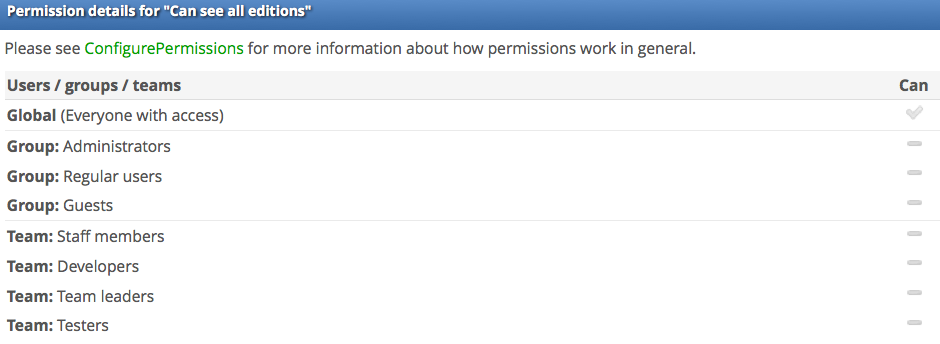 Permission details for "Can see all editions"
Please see ConfigurePermissions for more information about how permissions work in general.
Users / groups / teams Can
Global (Everyone with access)
Group: Administrators
Group: Regular users
Group: Guests
Team: Staff members
Team: Developers
Team: Team leaders
Team: Testers